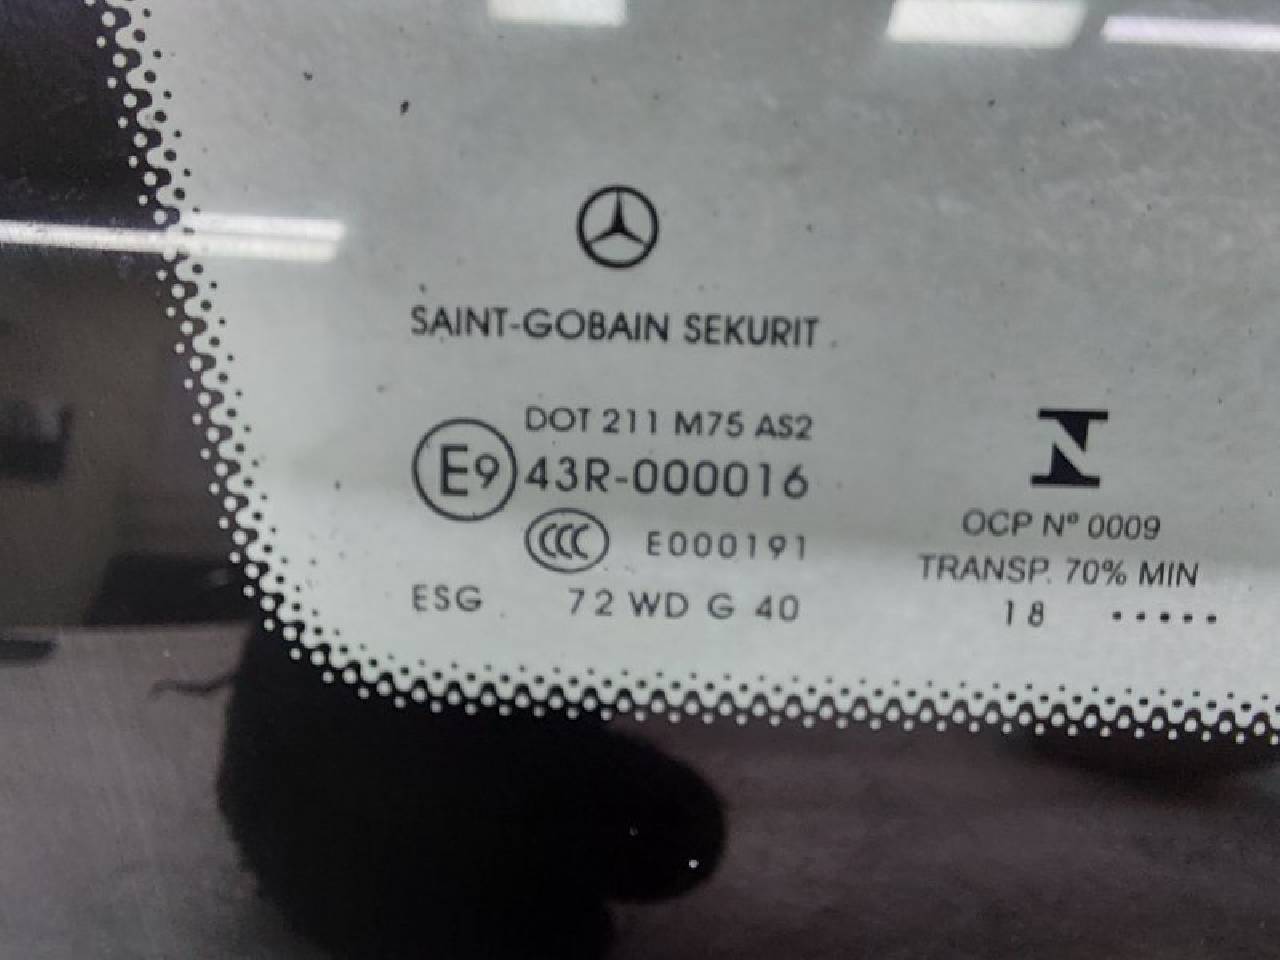 SAINT-GOBAIN SEKURIT
DOT 211 M75 AS2
E9 43R-000016
CCC E000191
ESG 72 WD G 40
N
OCP Nº 0009
TRANSP. 70% MIN
18 .....